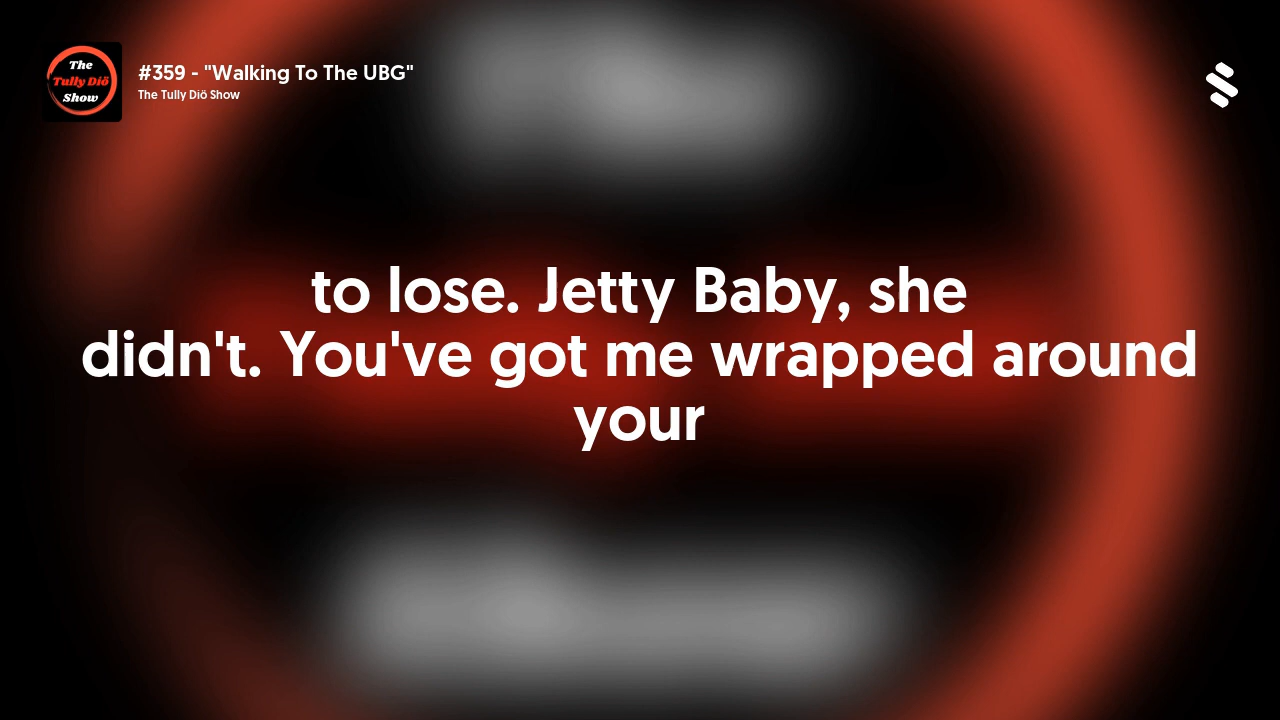 The
Tully Diö
Show
#359 - "Walking To The UBG"
The Tully Diö Show
to lose. Jetty Baby, she
didn't. You've got me wrapped around
your